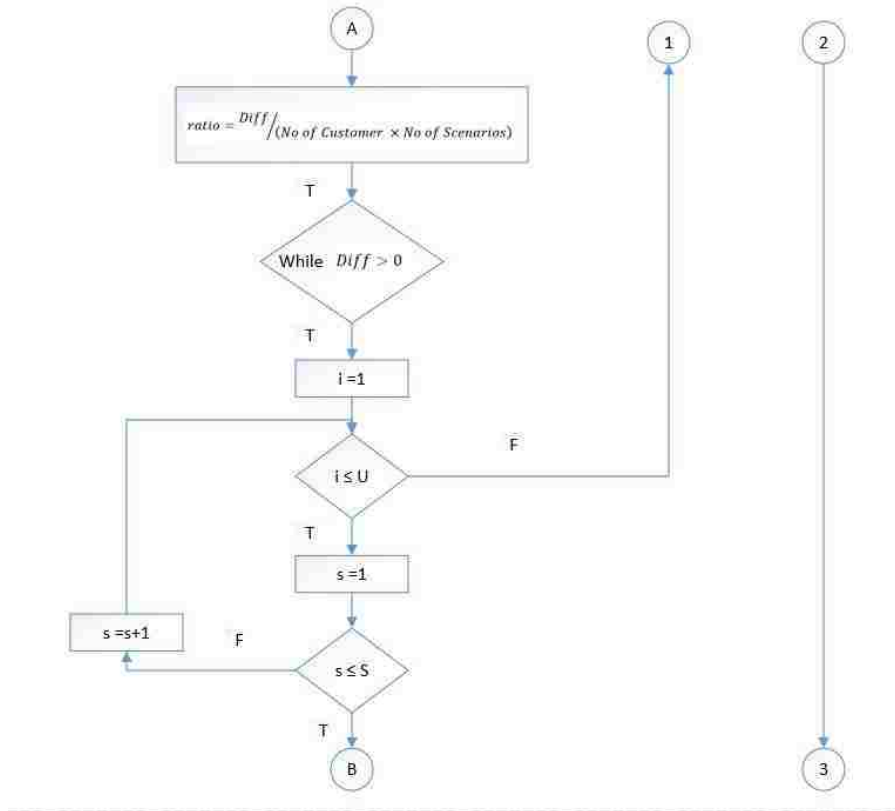 A
1
2
ratio = Diff/(No of Customer × No of Scenarios)
T
While Diff > 0
T
i =1
F
i ≤ U
T
s =1
s =s+1
F
s ≤ S
T
B
3